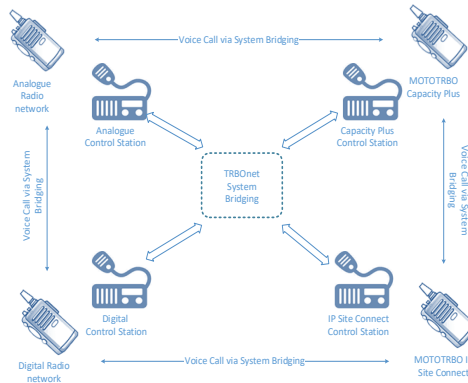 Voice Call via System Bridging
Analogue
Radio
network
MOTOTRBO
Capacity Plus
Analogue
Control Station
Capacity Plus
Control Station
Voice Call via System
Bridging
TRBOnet
System
Bridging
Voice Call via System
Bridging
Digital
Control Station
IP Site Connect
Control Station
Digital Radio
network
Voice Call via System Bridging
MOTOTRBO I
Site Connect